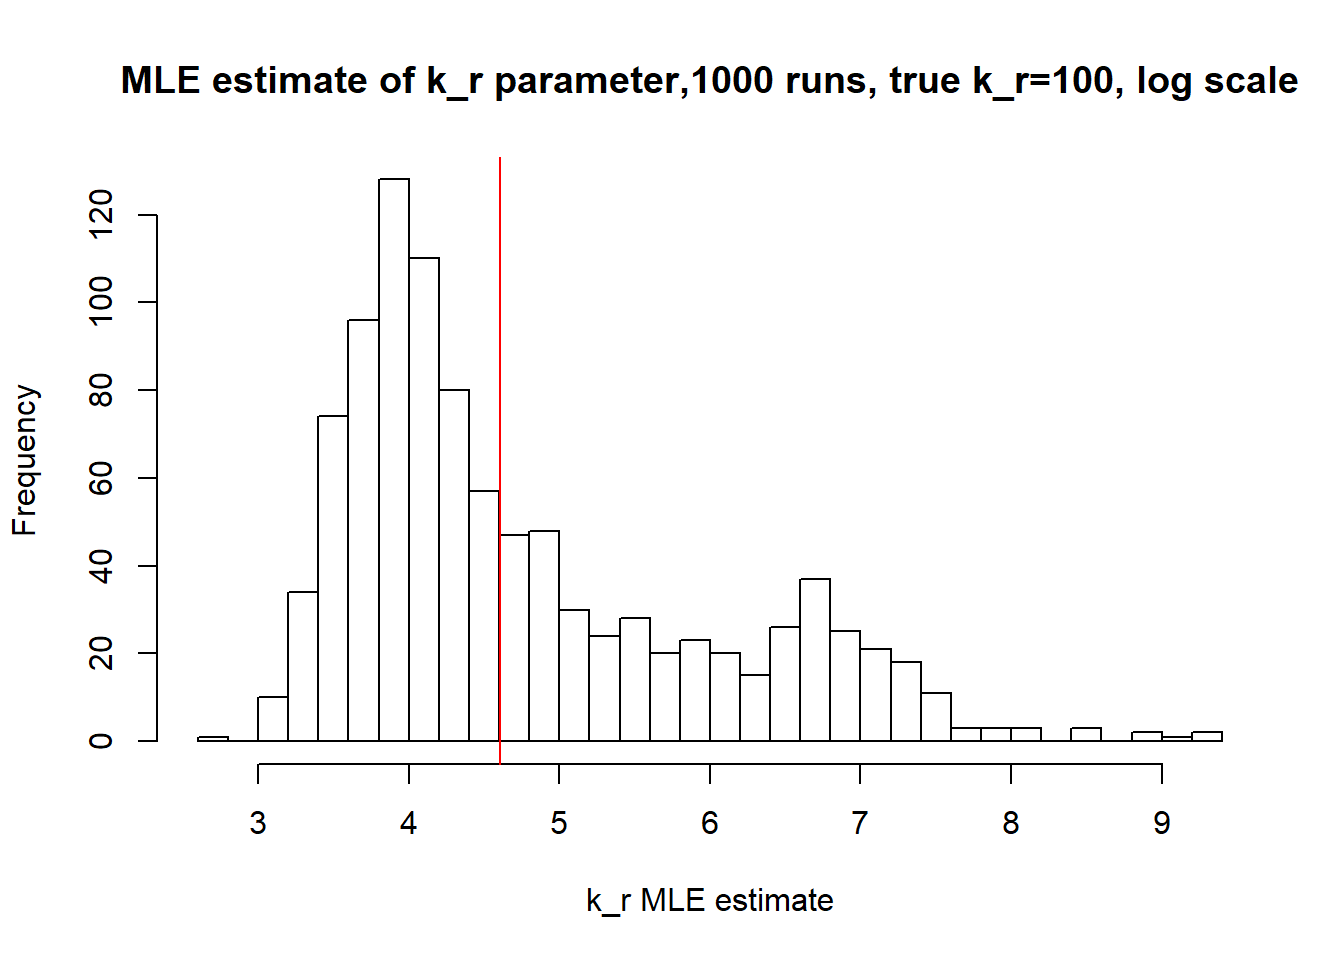 MLE estimate of k_r parameter,1000 runs, true k_r=100, log scale
Frequency
120
100
80
60
40
20
0
3 4 5 6 7 8 9
k_r MLE estimate